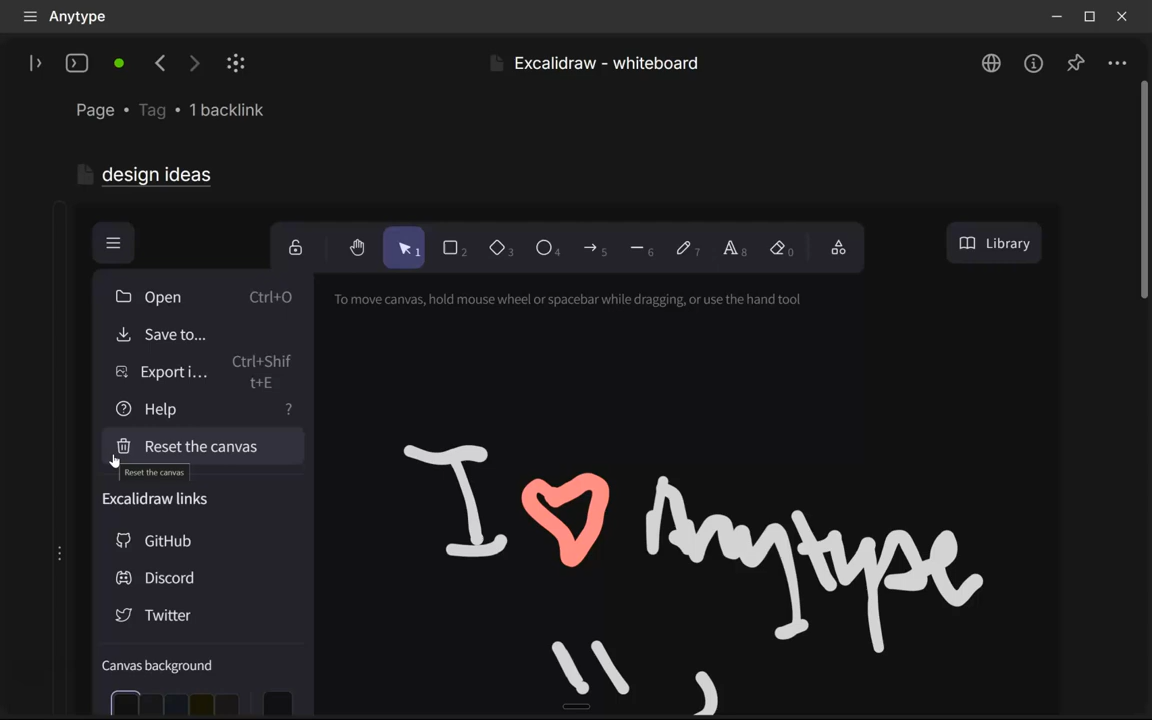 Anytype
Excalidraw - whiteboard
Page • Tag • 1 backlink
design ideas
1 2 3 4 5 6 7 A 8 0
Library
Open Ctrl+O
To move canvas, hold mouse wheel or spacebar while dragging, or use the hand tool
Save to...
Export i... Ctrl+Shif
t+E
Help ?
Reset the canvas
Reset the canvas
I Anytype
Excalidraw links
GitHub
Discord
Twitter
Canvas background